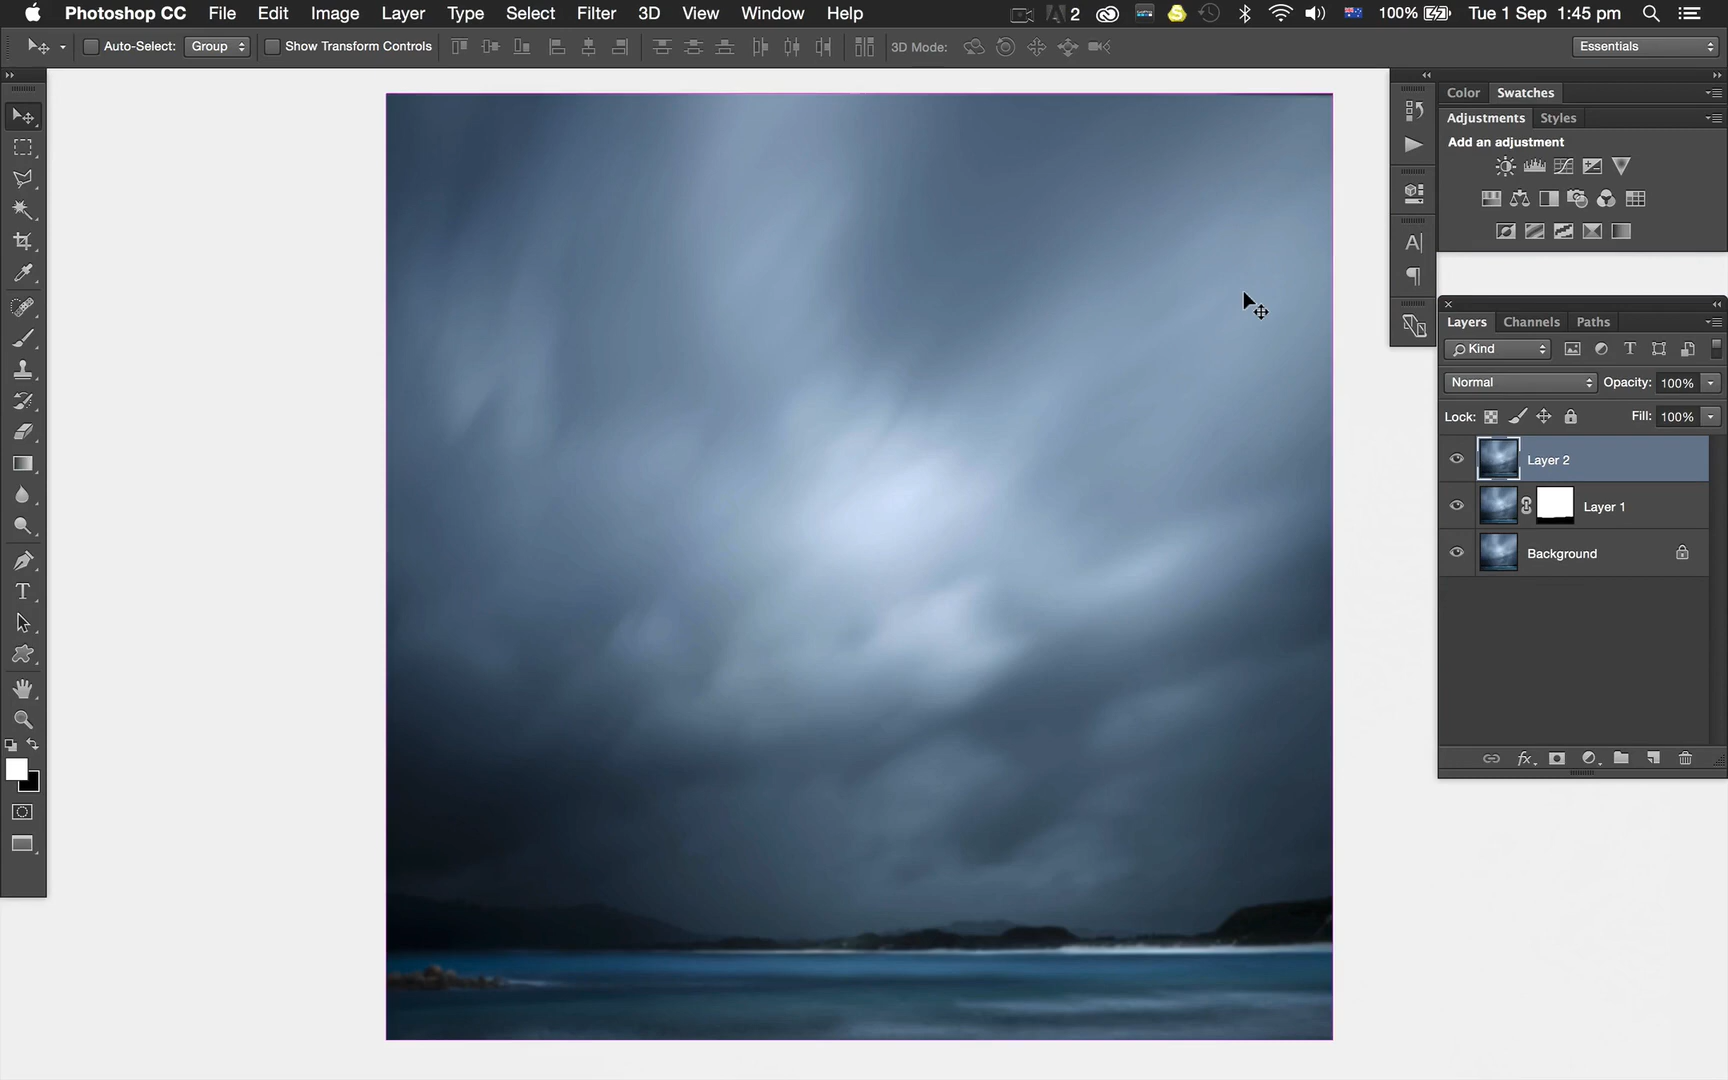 Photoshop CC File Edit Image Layer Type Select Filter 3D View Window Help 2 100% Tue 1 Sep 1:45 pm
Auto-Select: Group Show Transform Controls 3D Mode: Essentials
Color Swatches
Adjustments Styles
Add an adjustment
Layers Channels Paths
Kind
Normal Opacity: 100%
Lock: Fill: 100%
Layer 2
Layer 1
Background